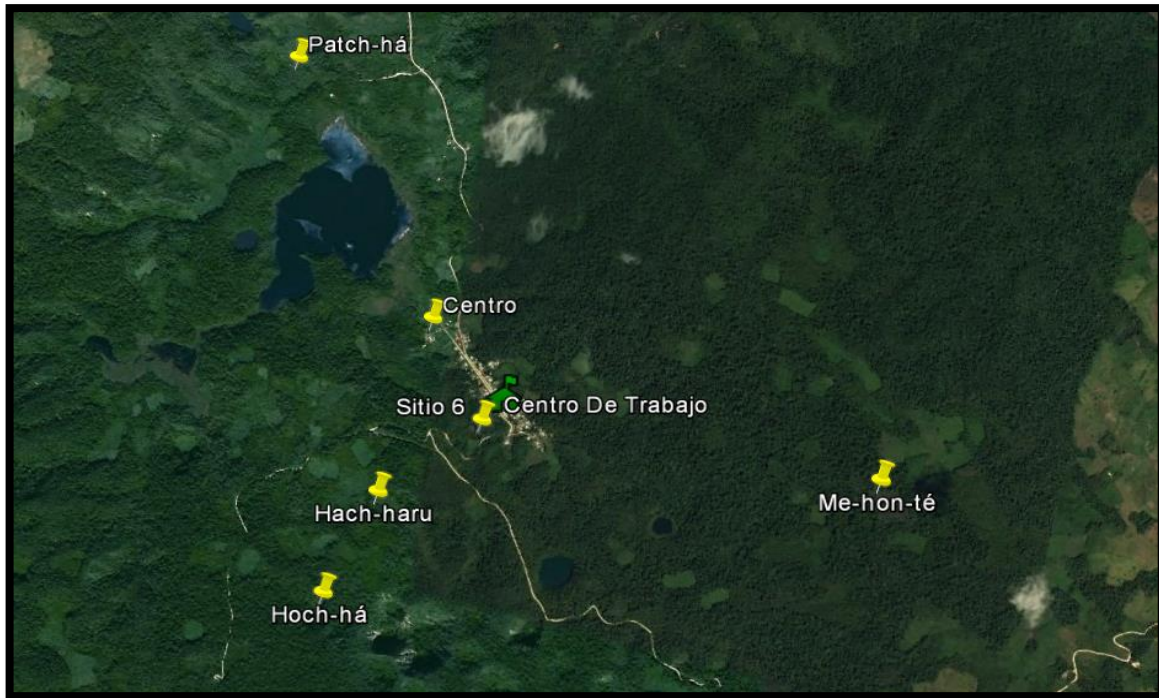 Patch-há
Centro
Sitio 6
Centro De Trabajo
Hach-haru
Me-hon-té
Hoch-há